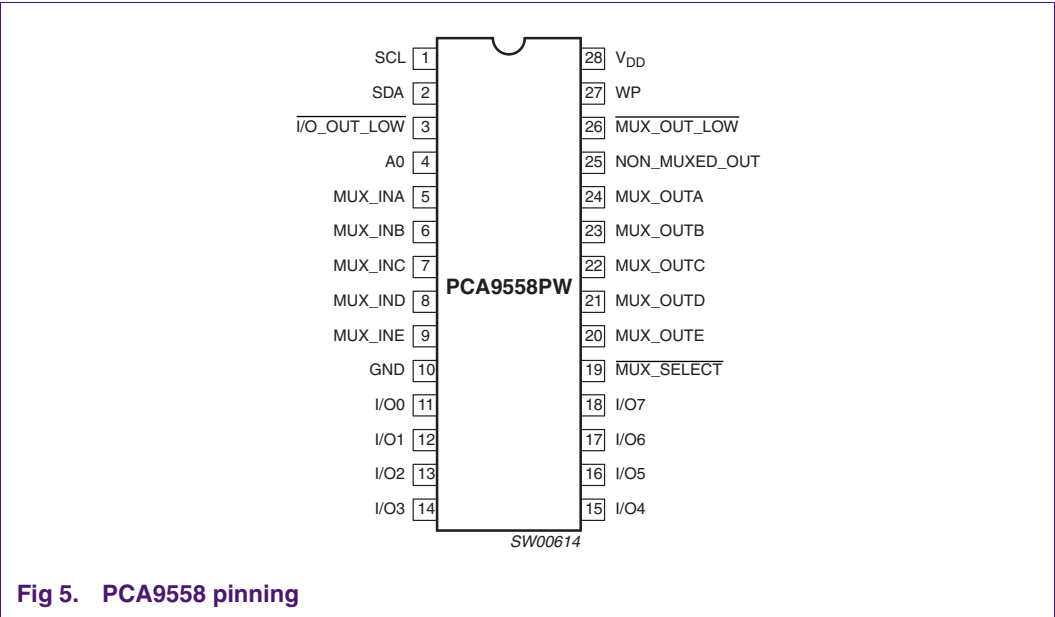 SCL 1 28 VDD
SDA 2 27 WP
I/O_OUT_LOW 3 26 MUX_OUT_LOW
A0 4 25 NON_MUXED_OUT
MUX_INA 5 24 MUX_OUTA
MUX_INB 6 23 MUX_OUTB
MUX_INC 7 22 MUX_OUTC
PCA9558PW
MUX_IND 8 21 MUX_OUTD
MUX_INE 9 20 MUX_OUTE
GND 10 19 MUX_SELECT
I/O0 11 18 I/O7
I/O1 12 17 I/O6
I/O2 13 16 I/O5
I/O3 14 15 I/O4
SW00614
Fig 5. PCA9558 pinning